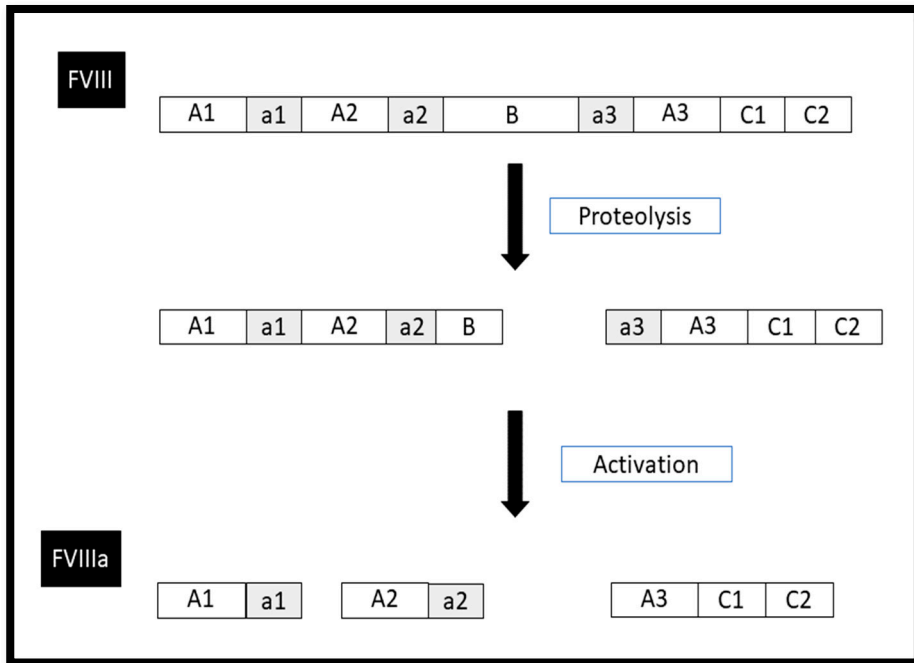 FVIII
A1 a1 A2 a2 B a3 A3 C1 C2
Proteolysis
A1 a1 A2 a2 B a3 A3 C1 C2
Activation
FVIIIa
A1 a1 A2 a2 A3 C1 C2